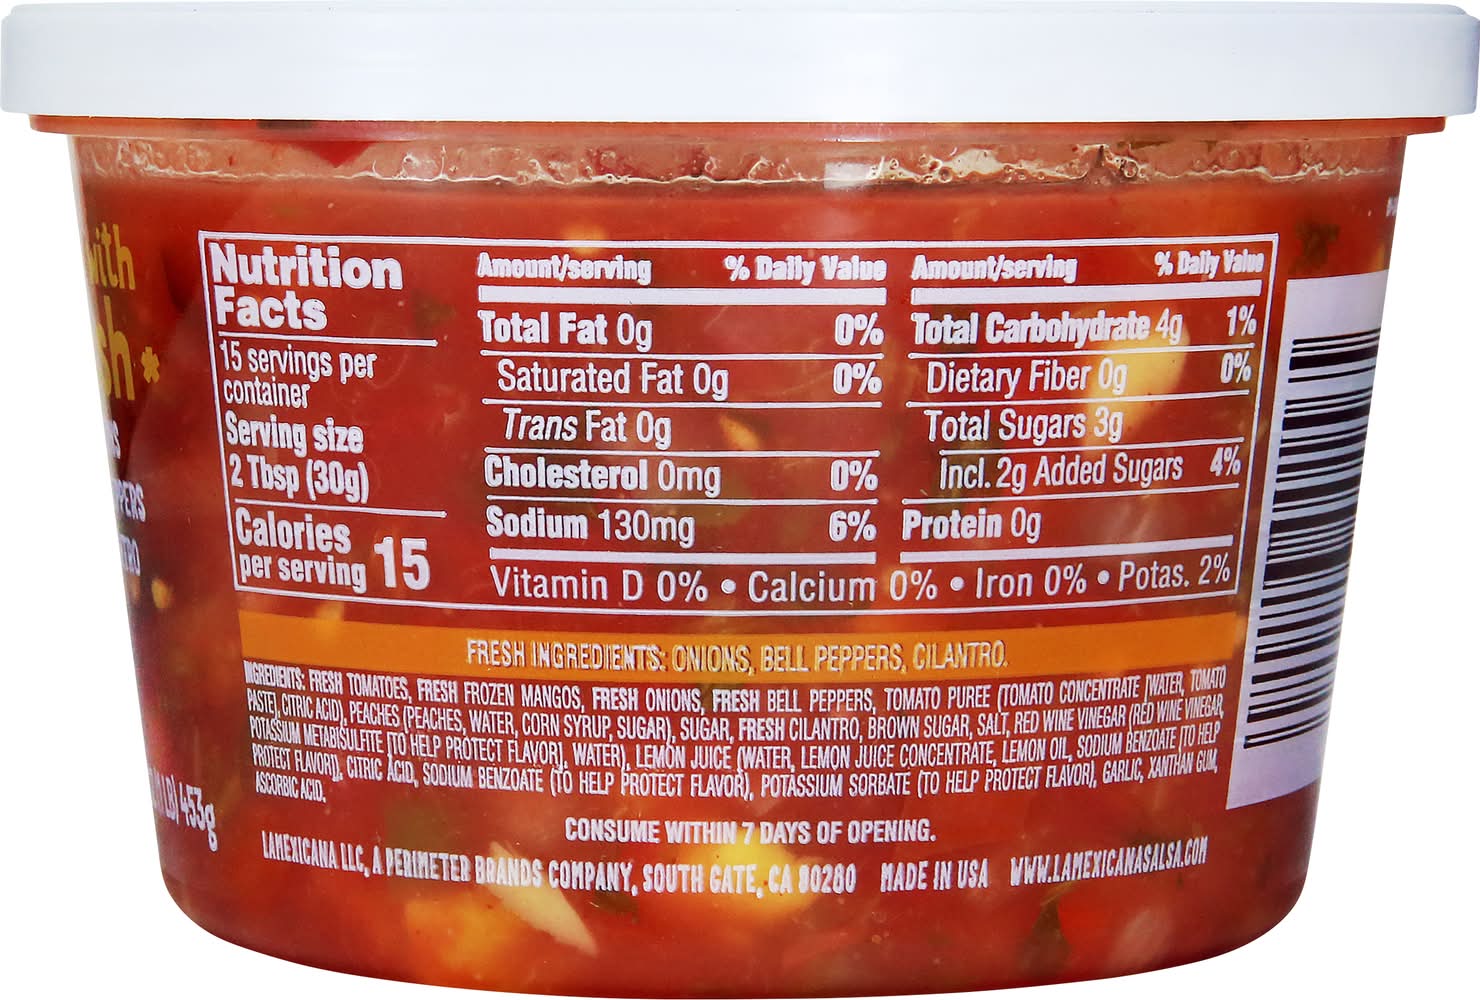 with
sh*
Nutrition
Facts
15 servings per
container
Serving size
2 Tbsp (30g)
Calories
per serving 15
Amount/serving % Daily Value
Total Fat 0g 0%
Saturated Fat 0g 0%
Trans Fat 0g
Cholesterol 0mg 0%
Sodium 130mg 6%
Amount/serving % Daily Value
Total Carbohydrate 4g 1%
Dietary Fiber 0g 0%
Total Sugars 3g
Incl. 2g Added Sugars 4%
Protein 0g
Vitamin D 0% • Calcium 0% • Iron 0% • Potas. 2%
FRESH INGREDIENTS: ONIONS, BELL PEPPERS, CILANTRO.
INGREDIENTS: FRESH TOMATOES, FRESH FROZEN MANGOS, FRESH ONIONS, FRESH BELL PEPPERS, TOMATO PUREE (TOMATO CONCENTRATE [WATER, TOMATO
PASTE], CITRIC ACID), PEACHES (PEACHES, WATER, CORN SYRUP, SUGAR), SUGAR, FRESH CILANTRO, BROWN SUGAR, SALT, RED WINE VINEGAR (RED WINE VINEGAR,
POTASSIUM METABISULFITE [TO HELP PROTECT FLAVOR], WATER), LEMON JUICE (WATER, LEMON JUICE CONCENTRATE, LEMON OIL, SODIUM BENZOATE [TO HELP
PROTECT FLAVOR]), CITRIC ACID, SODIUM BENZOATE (TO HELP PROTECT FLAVOR), POTASSIUM SORBATE (TO HELP PROTECT FLAVOR), GARLIC, XANTHAN GUM,
ASCORBIC ACID.
CONSUME WITHIN 7 DAYS OF OPENING.
LAMEXICANA LLC, A PERIMETER BRANDS COMPANY, SOUTH GATE, CA 90280 MADE IN USA WWW.LAMEXICANASALSA.COM
PPERS
TRO
LB) 453g